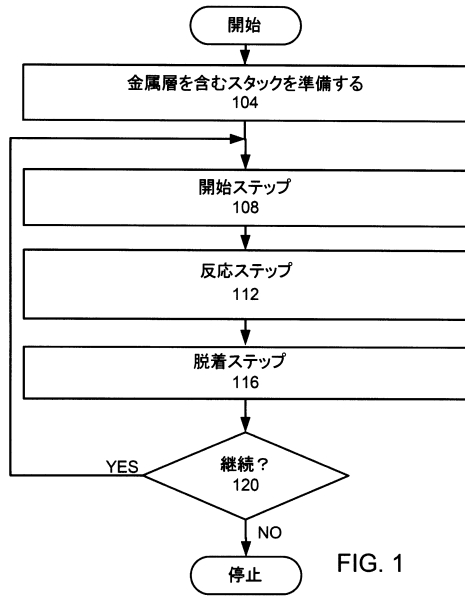 開始
金属層を含むスタックを準備する
104
開始ステップ
108
反応ステップ
112
脱着ステップ
116
継続？
120
YES
NO
停止
FIG. 1